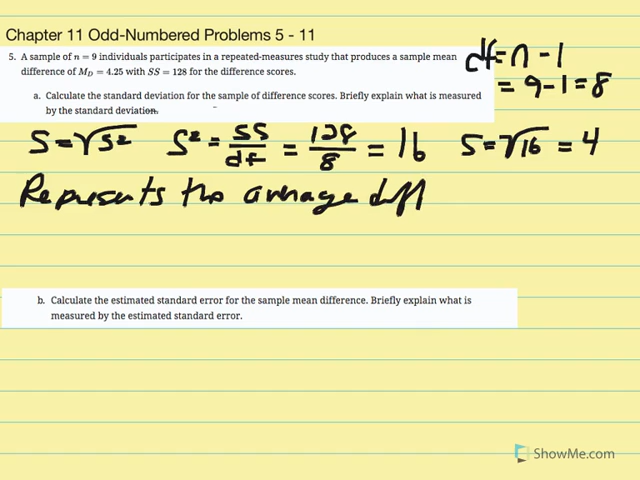 Chapter 11 Odd-Numbered Problems 5 - 11
5. A sample of n = 9 individuals participates in a repeated-measures study that produces a sample mean
difference of M_D = 4.25 with SS = 128 for the difference scores.
df = n - 1
= 9 - 1 = 8
a. Calculate the standard deviation for the sample of difference scores. Briefly explain what is measured
by the standard deviation.
S = √S² S² = SS/df = 128/8 = 16 S = √16 = 4
Represents the average diff
b. Calculate the estimated standard error for the sample mean difference. Briefly explain what is
measured by the estimated standard error.
ShowMe.com